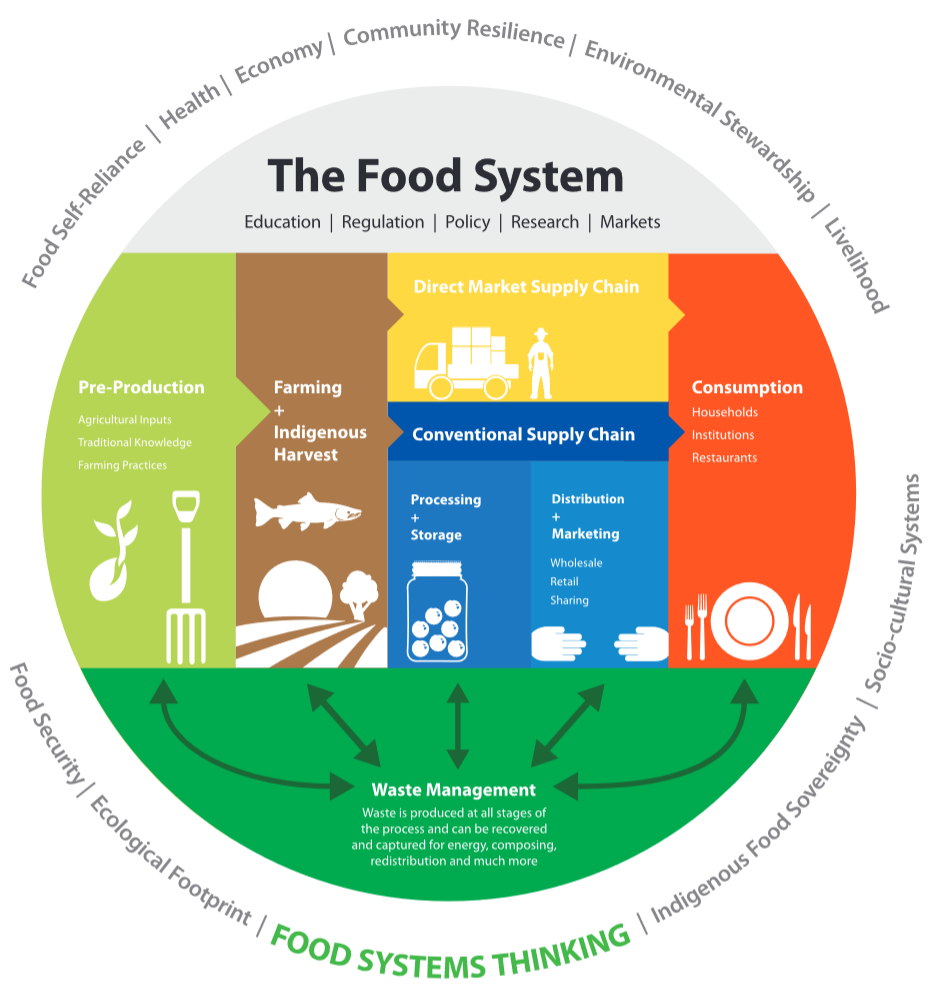 Food Self-Reliance | Health | Economy | Community Resilience | Environmental Stewardship | Livelihood
The Food System
Education | Regulation | Policy | Research | Markets
Direct Market Supply Chain
Pre-Production
Agricultural Inputs
Traditional Knowledge
Farming Practices
Farming
+
Indigenous
Harvest
Conventional Supply Chain
Processing
+
Storage
Distribution
+
Marketing
Wholesale
Retail
Sharing
Consumption
Households
Institutions
Restaurants
Waste Management
Waste is produced at all stages of
the process and can be recovered
and captured for energy, composing,
redistribution and much more
Food Security | Ecological Footprint | FOOD SYSTEMS THINKING | Indigenous Food Sovereignty | Socio-cultural Systems